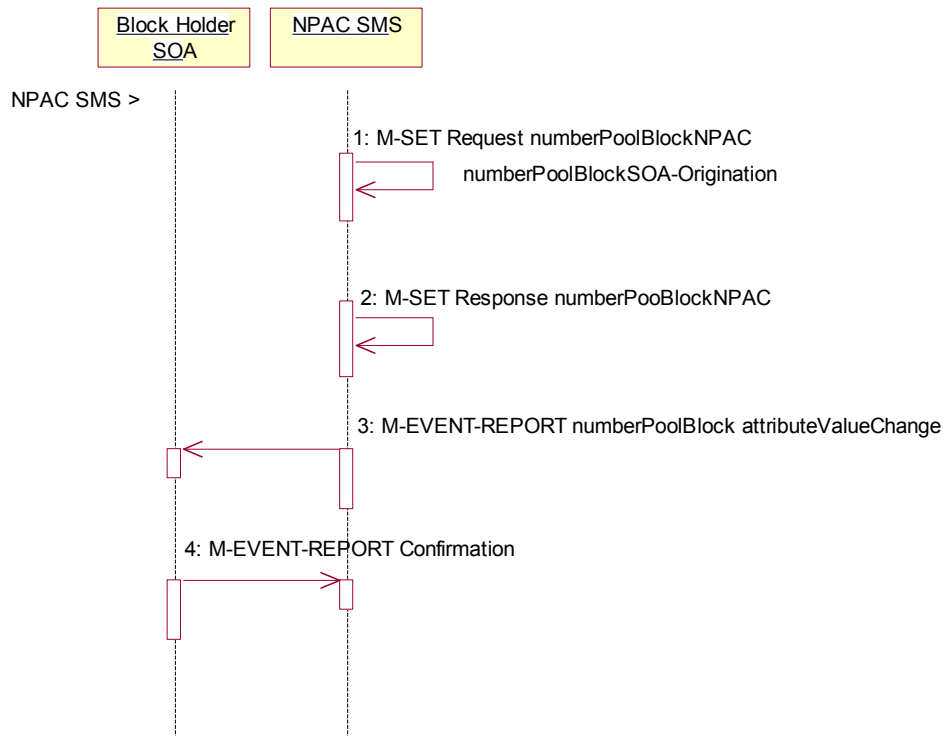 Block Holder
SOA
NPAC SMS
NPAC SMS >
1: M-SET Request numberPoolBlockNPAC
numberPoolBlockSOA-Origination
2: M-SET Response numberPooBlockNPAC
3: M-EVENT-REPORT numberPoolBlock attributeValueChange
4: M-EVENT-REPORT Confirmation